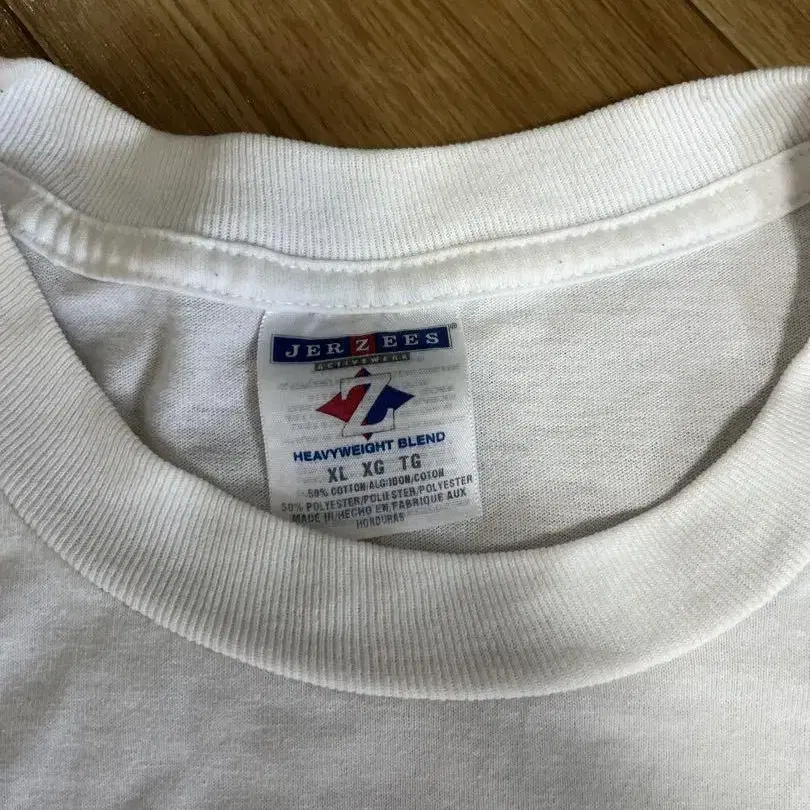 JERZEES®
ACTIVEWEAR
Z
HEAVYWEIGHT BLEND
XL XG TG
50% COTTON/ALGODON/COTON
50% POLYESTER/POLIESTER/POLYESTER
MADE IN/HECHO EN/FABRIQUE AUX
HONDURAS